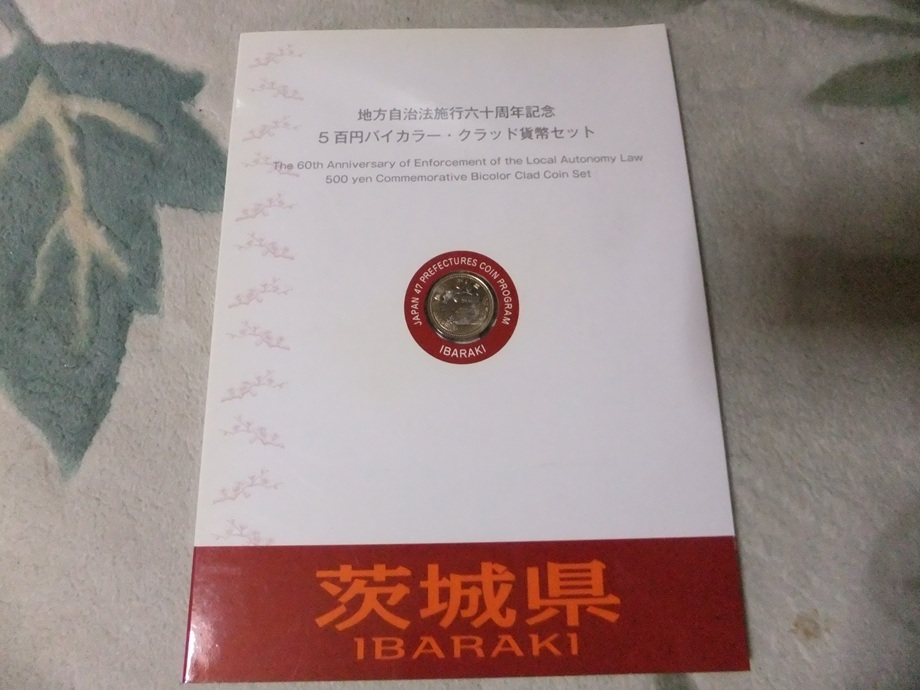 地方自治法施行六十周年記念
5百円バイカラー・クラッド貨幣セット
The 60th Anniversary of Enforcement of the Local Autonomy Law
500 yen Commemorative Bicolor Clad Coin Set
JAPAN 47 PREFECTURES COIN PROGRAM
IBARAKI
茨城県
IBARAKI